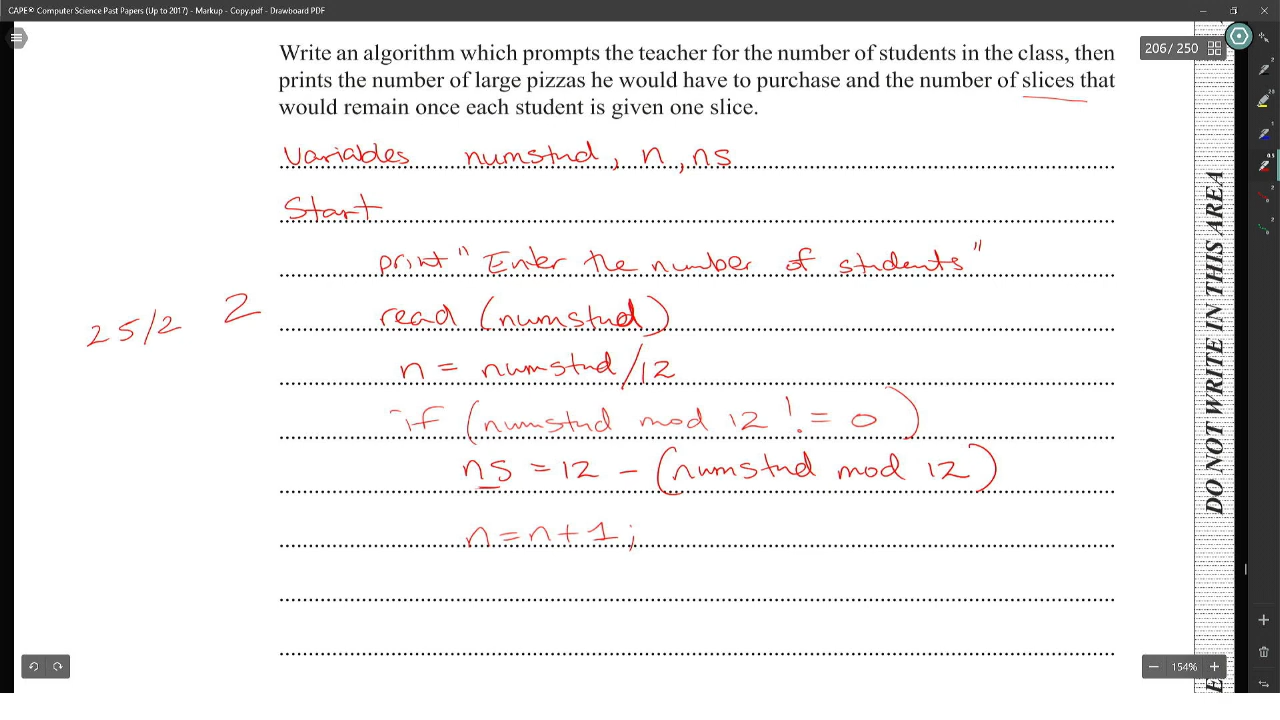 CAPE® Computer Science Past Papers (Up to 2017) - Markup - Copy.pdf - Drawboard PDF
206 / 250
Write an algorithm which prompts the teacher for the number of students in the class, then
prints the number of large pizzas he would have to purchase and the number of slices that
would remain once each student is given one slice.
Variables numstud, n, ns
Start
print "Enter the number of students"
read (numstud)
25/2 2
n = numstud/12
if (numstud mod 12 != 0)
ns = 12 - (numstud mod 12)
n = n + 1;
DO NOT WRITE IN THIS AREA
154%